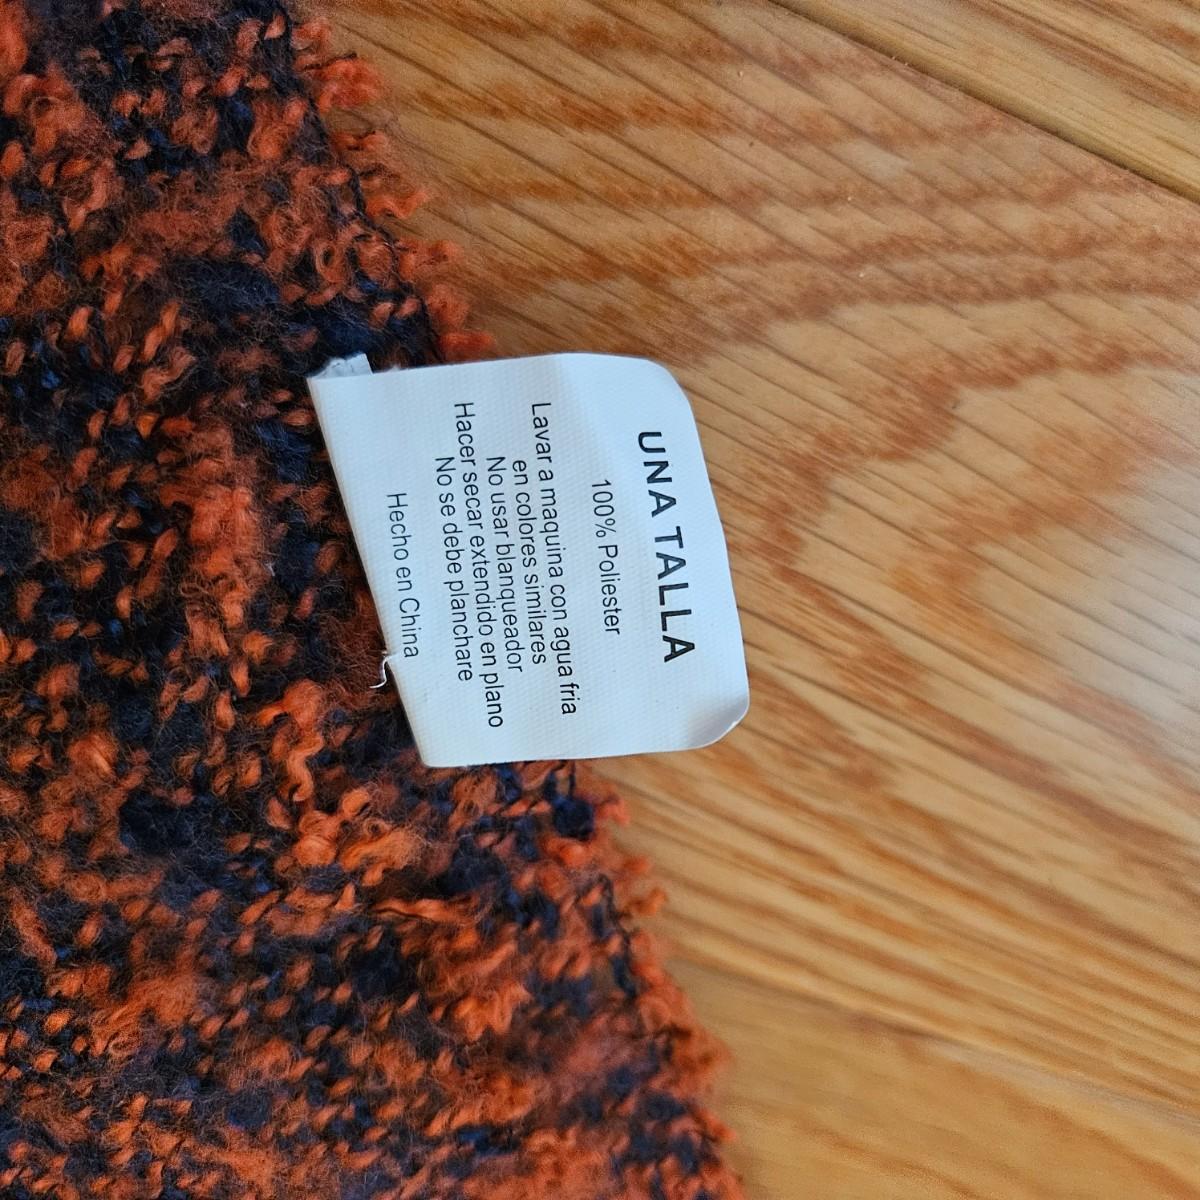 UNA TALLA
100% Poliester
Lavar a maquina con agua fria
en colores similares
No usar blanqueador
Hacer secar extendido en plano
No se debe planchare
Hecho en China